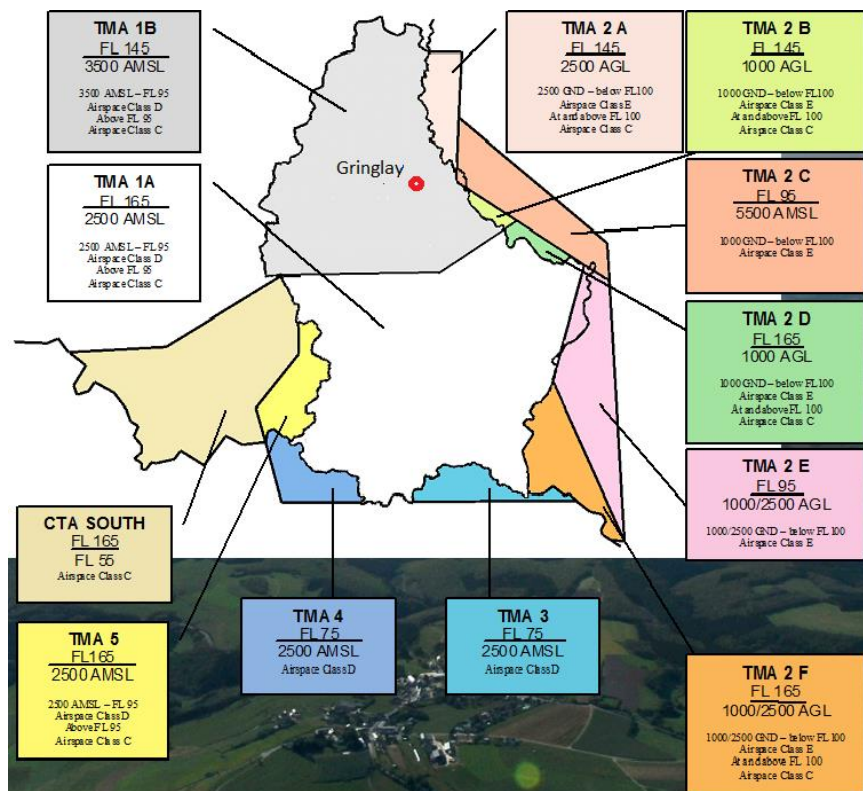 TMA 1B
FL 145
3500 AMSL
3500 AMSL – FL 95
Airspace Class D
Above FL 95
Airspace Class C
TMA 2 A
FL 145
2500 AGL
2500 GND – below FL100
Airspace Class E
At and above FL 100
Airspace Class C
TMA 2 B
FL 145
1000 AGL
1000 GND – below FL100
Airspace Class E
At and above FL 100
Airspace Class C
Gringlay
TMA 1A
FL 165
2500 AMSL
2500 AMSL – FL 95
Airspace Class D
Above FL 95
Airspace Class C
TMA 2 C
FL 95
5500 AMSL
1000 GND – below FL100
Airspace Class E
TMA 2 D
FL 165
1000 AGL
1000 GND – below FL100
Airspace Class E
At and above FL 100
Airspace Class C
TMA 2 E
FL 95
1000/2500 AGL
1000/2500 GND – below FL 100
Airspace Class E
CTA SOUTH
FL 165
FL 55
Airspace Class C
TMA 5
FL165
2500 AMSL
2500 AMSL – FL 95
Airspace Class D
Above FL 95
Airspace Class C
TMA 4
FL 75
2500 AMSL
Airspace Class D
TMA 3
FL 75
2500 AMSL
Airspace Class D
TMA 2 F
FL 165
1000/2500 AGL
1000/2500 GND – below FL 100
Airspace Class E
At and above FL 100
Airspace Class C